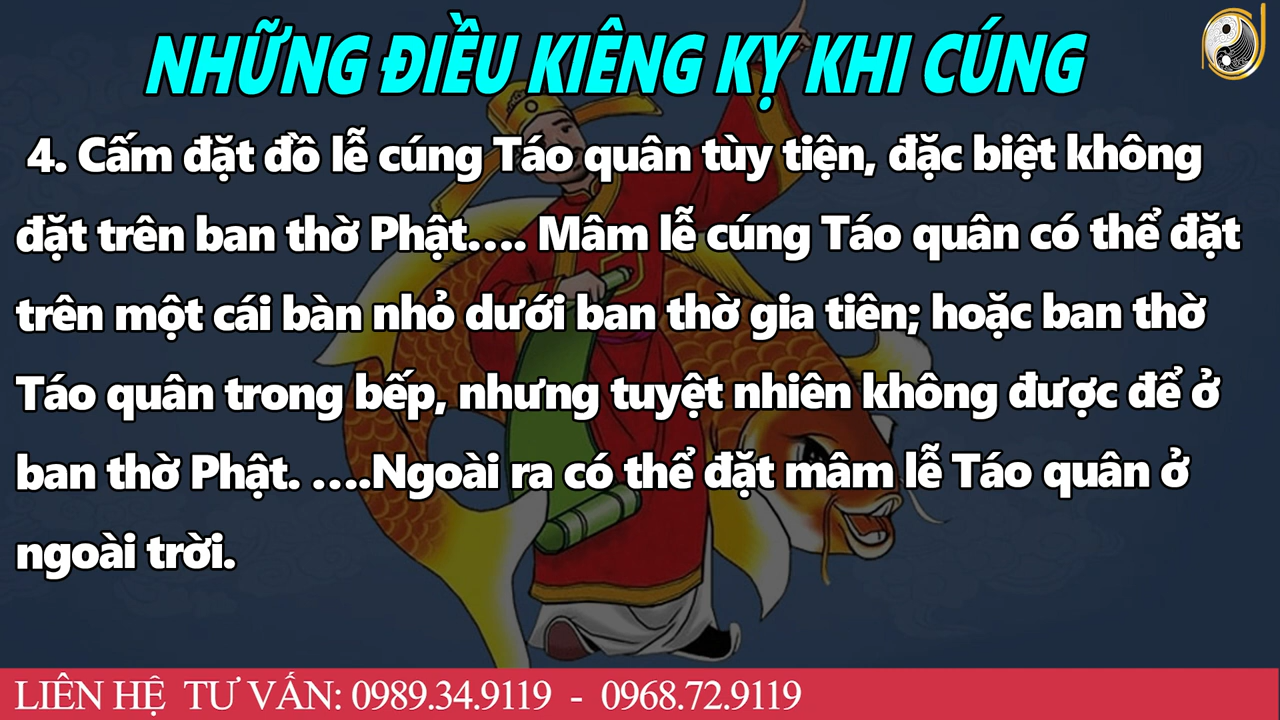 NHỮNG ĐIỀU KIÊNG KỴ KHI CÚNG
4. Cấm đặt đồ lễ cúng Táo quân tùy tiện, đặc biệt không
đặt trên ban thờ Phật…. Mâm lễ cúng Táo quân có thể đặt
trên một cái bàn nhỏ dưới ban thờ gia tiên; hoặc ban thờ
Táo quân trong bếp, nhưng tuyệt nhiên không được để ở
ban thờ Phật. ….Ngoài ra có thể đặt mâm lễ Táo quân ở
ngoài trời.
LIÊN HỆ TƯ VẤN: 0989.34.9119 - 0968.72.9119